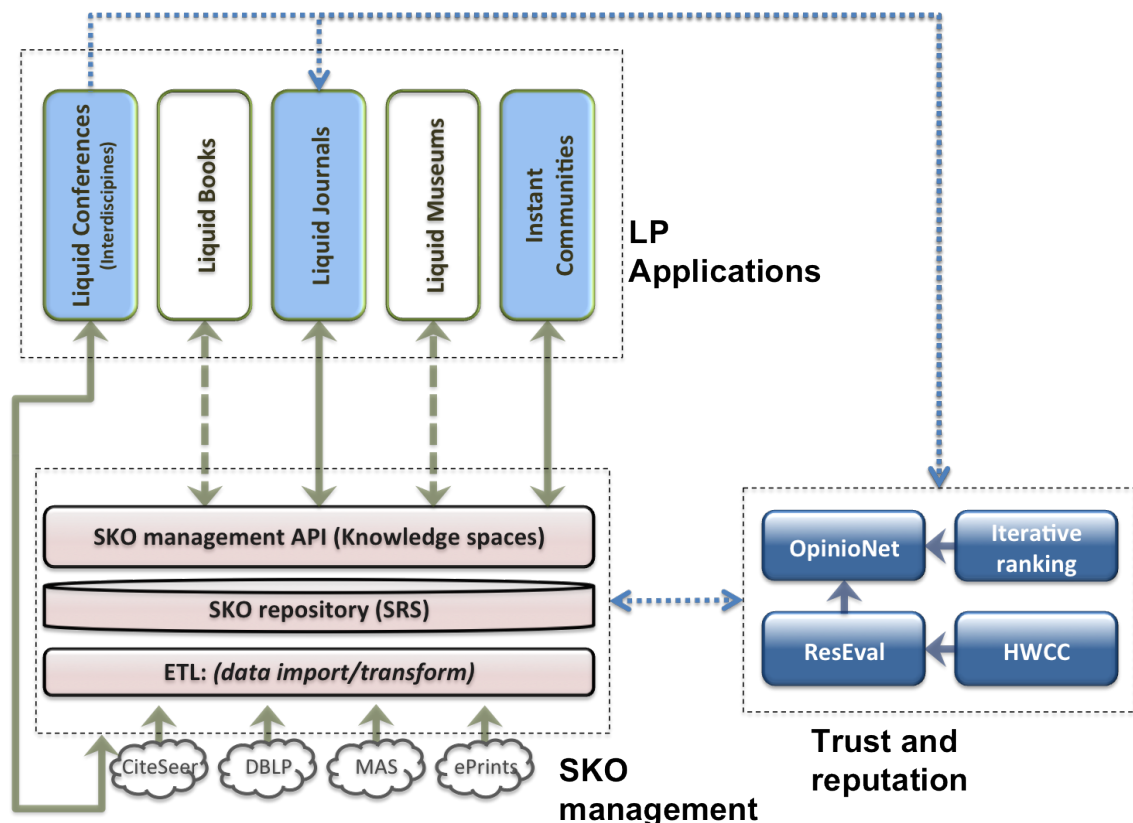 Liquid Conferences
(Interdiscipines)
Liquid Books
Liquid Journals
Liquid Museums
Instant
Communities
LP
Applications
SKO management API (Knowledge spaces)
SKO repository (SRS)
ETL: (data import/transform)
CiteSeer
DBLP
MAS
ePrints
SKO
management
OpinioNet
Iterative
ranking
ResEval
HWCC
Trust and
reputation